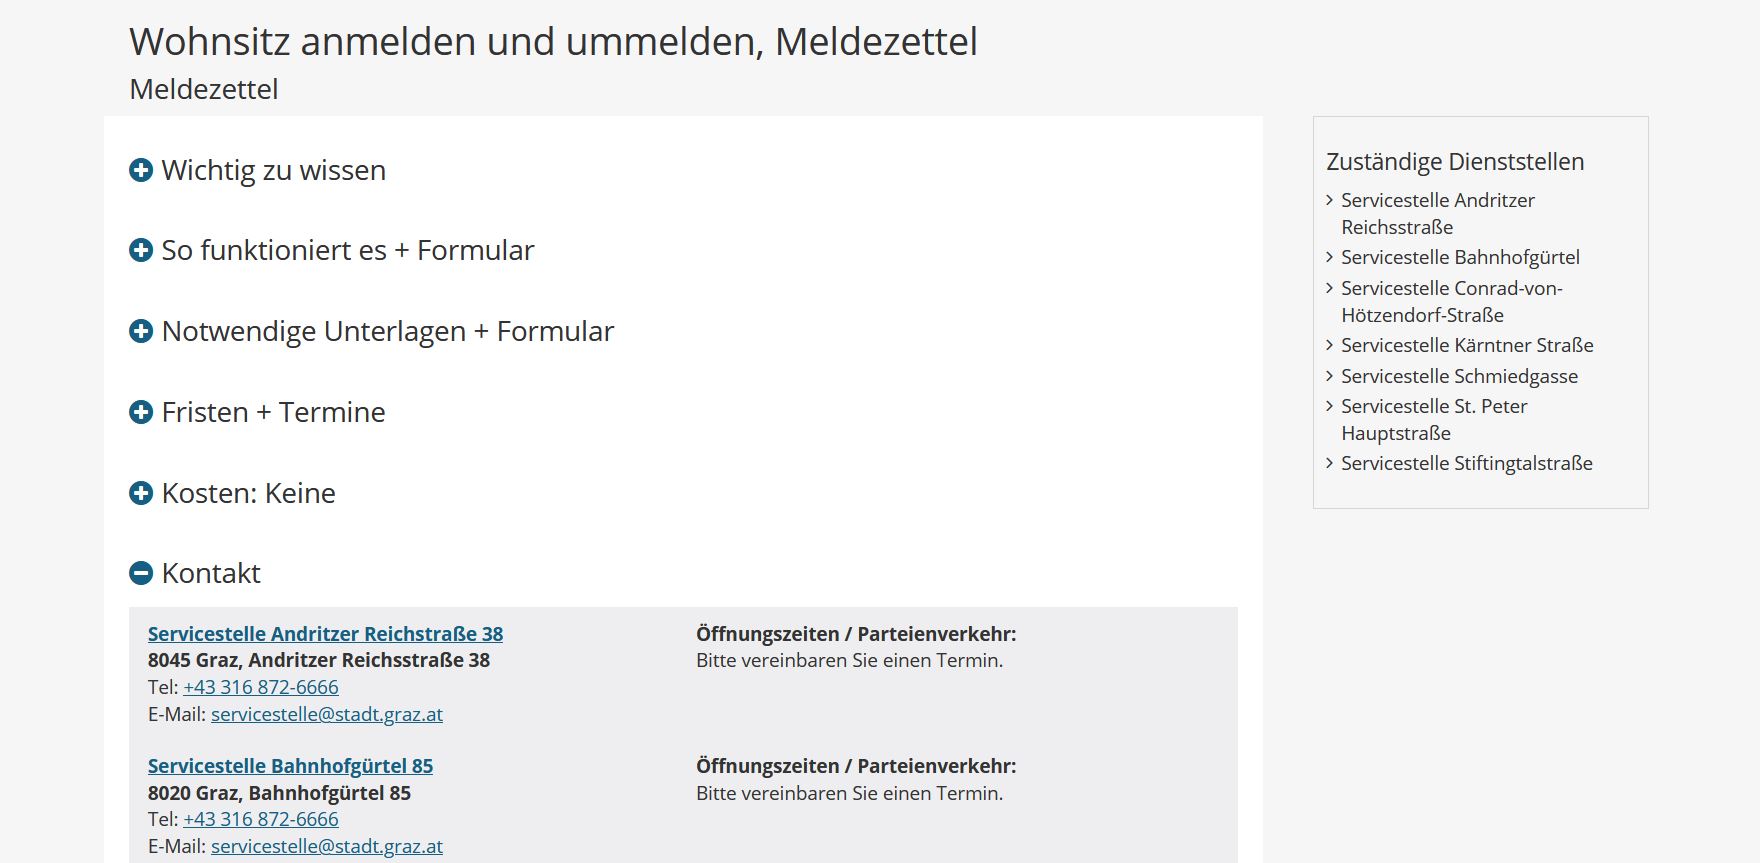 Wohnsitz anmelden und ummelden, Meldezettel
Meldezettel
Wichtig zu wissen
So funktioniert es + Formular
Notwendige Unterlagen + Formular
Fristen + Termine
Kosten: Keine
Kontakt
Servicestelle Andritzer Reichstraße 38
8045 Graz, Andritzer Reichsstraße 38
Tel: +43 316 872-6666
E-Mail: servicestelle@stadt.graz.at
Öffnungszeiten / Parteienverkehr:
Bitte vereinbaren Sie einen Termin.
Servicestelle Bahnhofgürtel 85
8020 Graz, Bahnhofgürtel 85
Tel: +43 316 872-6666
E-Mail: servicestelle@stadt.graz.at
Öffnungszeiten / Parteienverkehr:
Bitte vereinbaren Sie einen Termin.
Zuständige Dienststellen
Servicestelle Andritzer
Reichsstraße
Servicestelle Bahnhofgürtel
Servicestelle Conrad-von-
Hötzendorf-Straße
Servicestelle Kärntner Straße
Servicestelle Schmiedgasse
Servicestelle St. Peter
Hauptstraße
Servicestelle Stiftingtalstraße